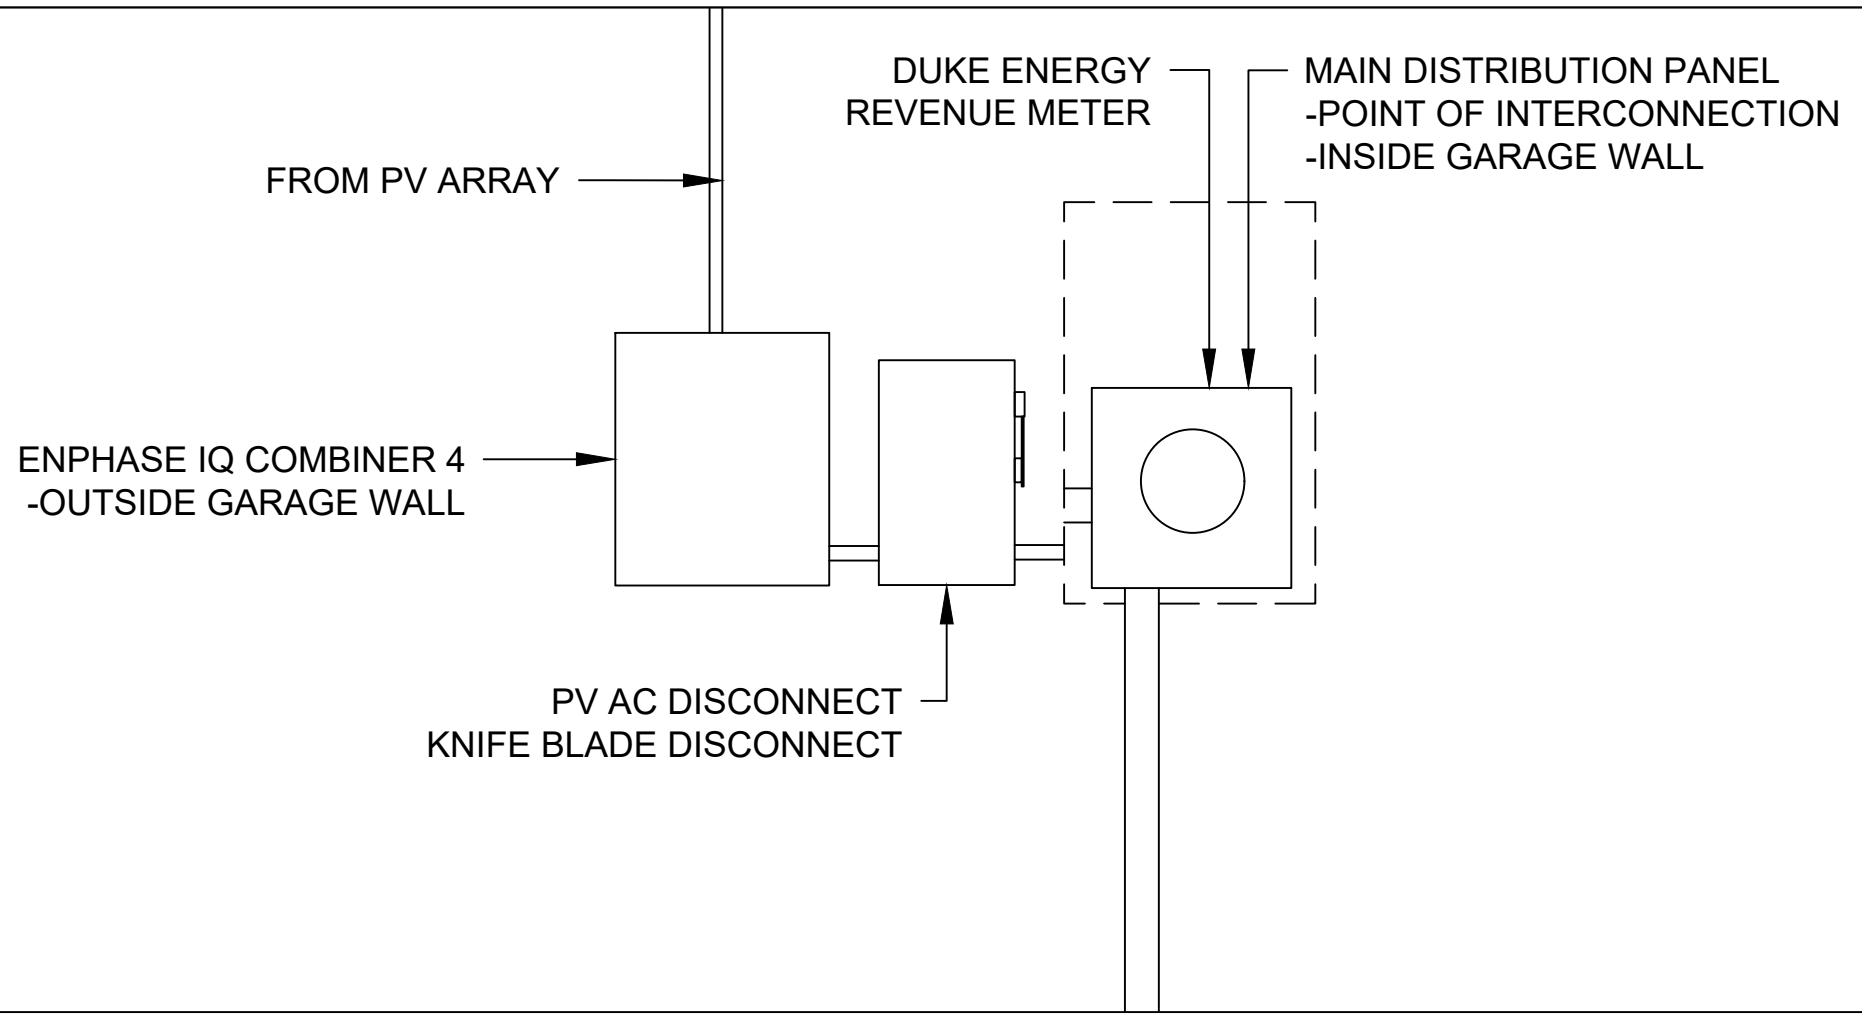 DUKE ENERGY
REVENUE METER
MAIN DISTRIBUTION PANEL
-POINT OF INTERCONNECTION
-INSIDE GARAGE WALL
FROM PV ARRAY
ENPHASE IQ COMBINER 4
-OUTSIDE GARAGE WALL
PV AC DISCONNECT
KNIFE BLADE DISCONNECT